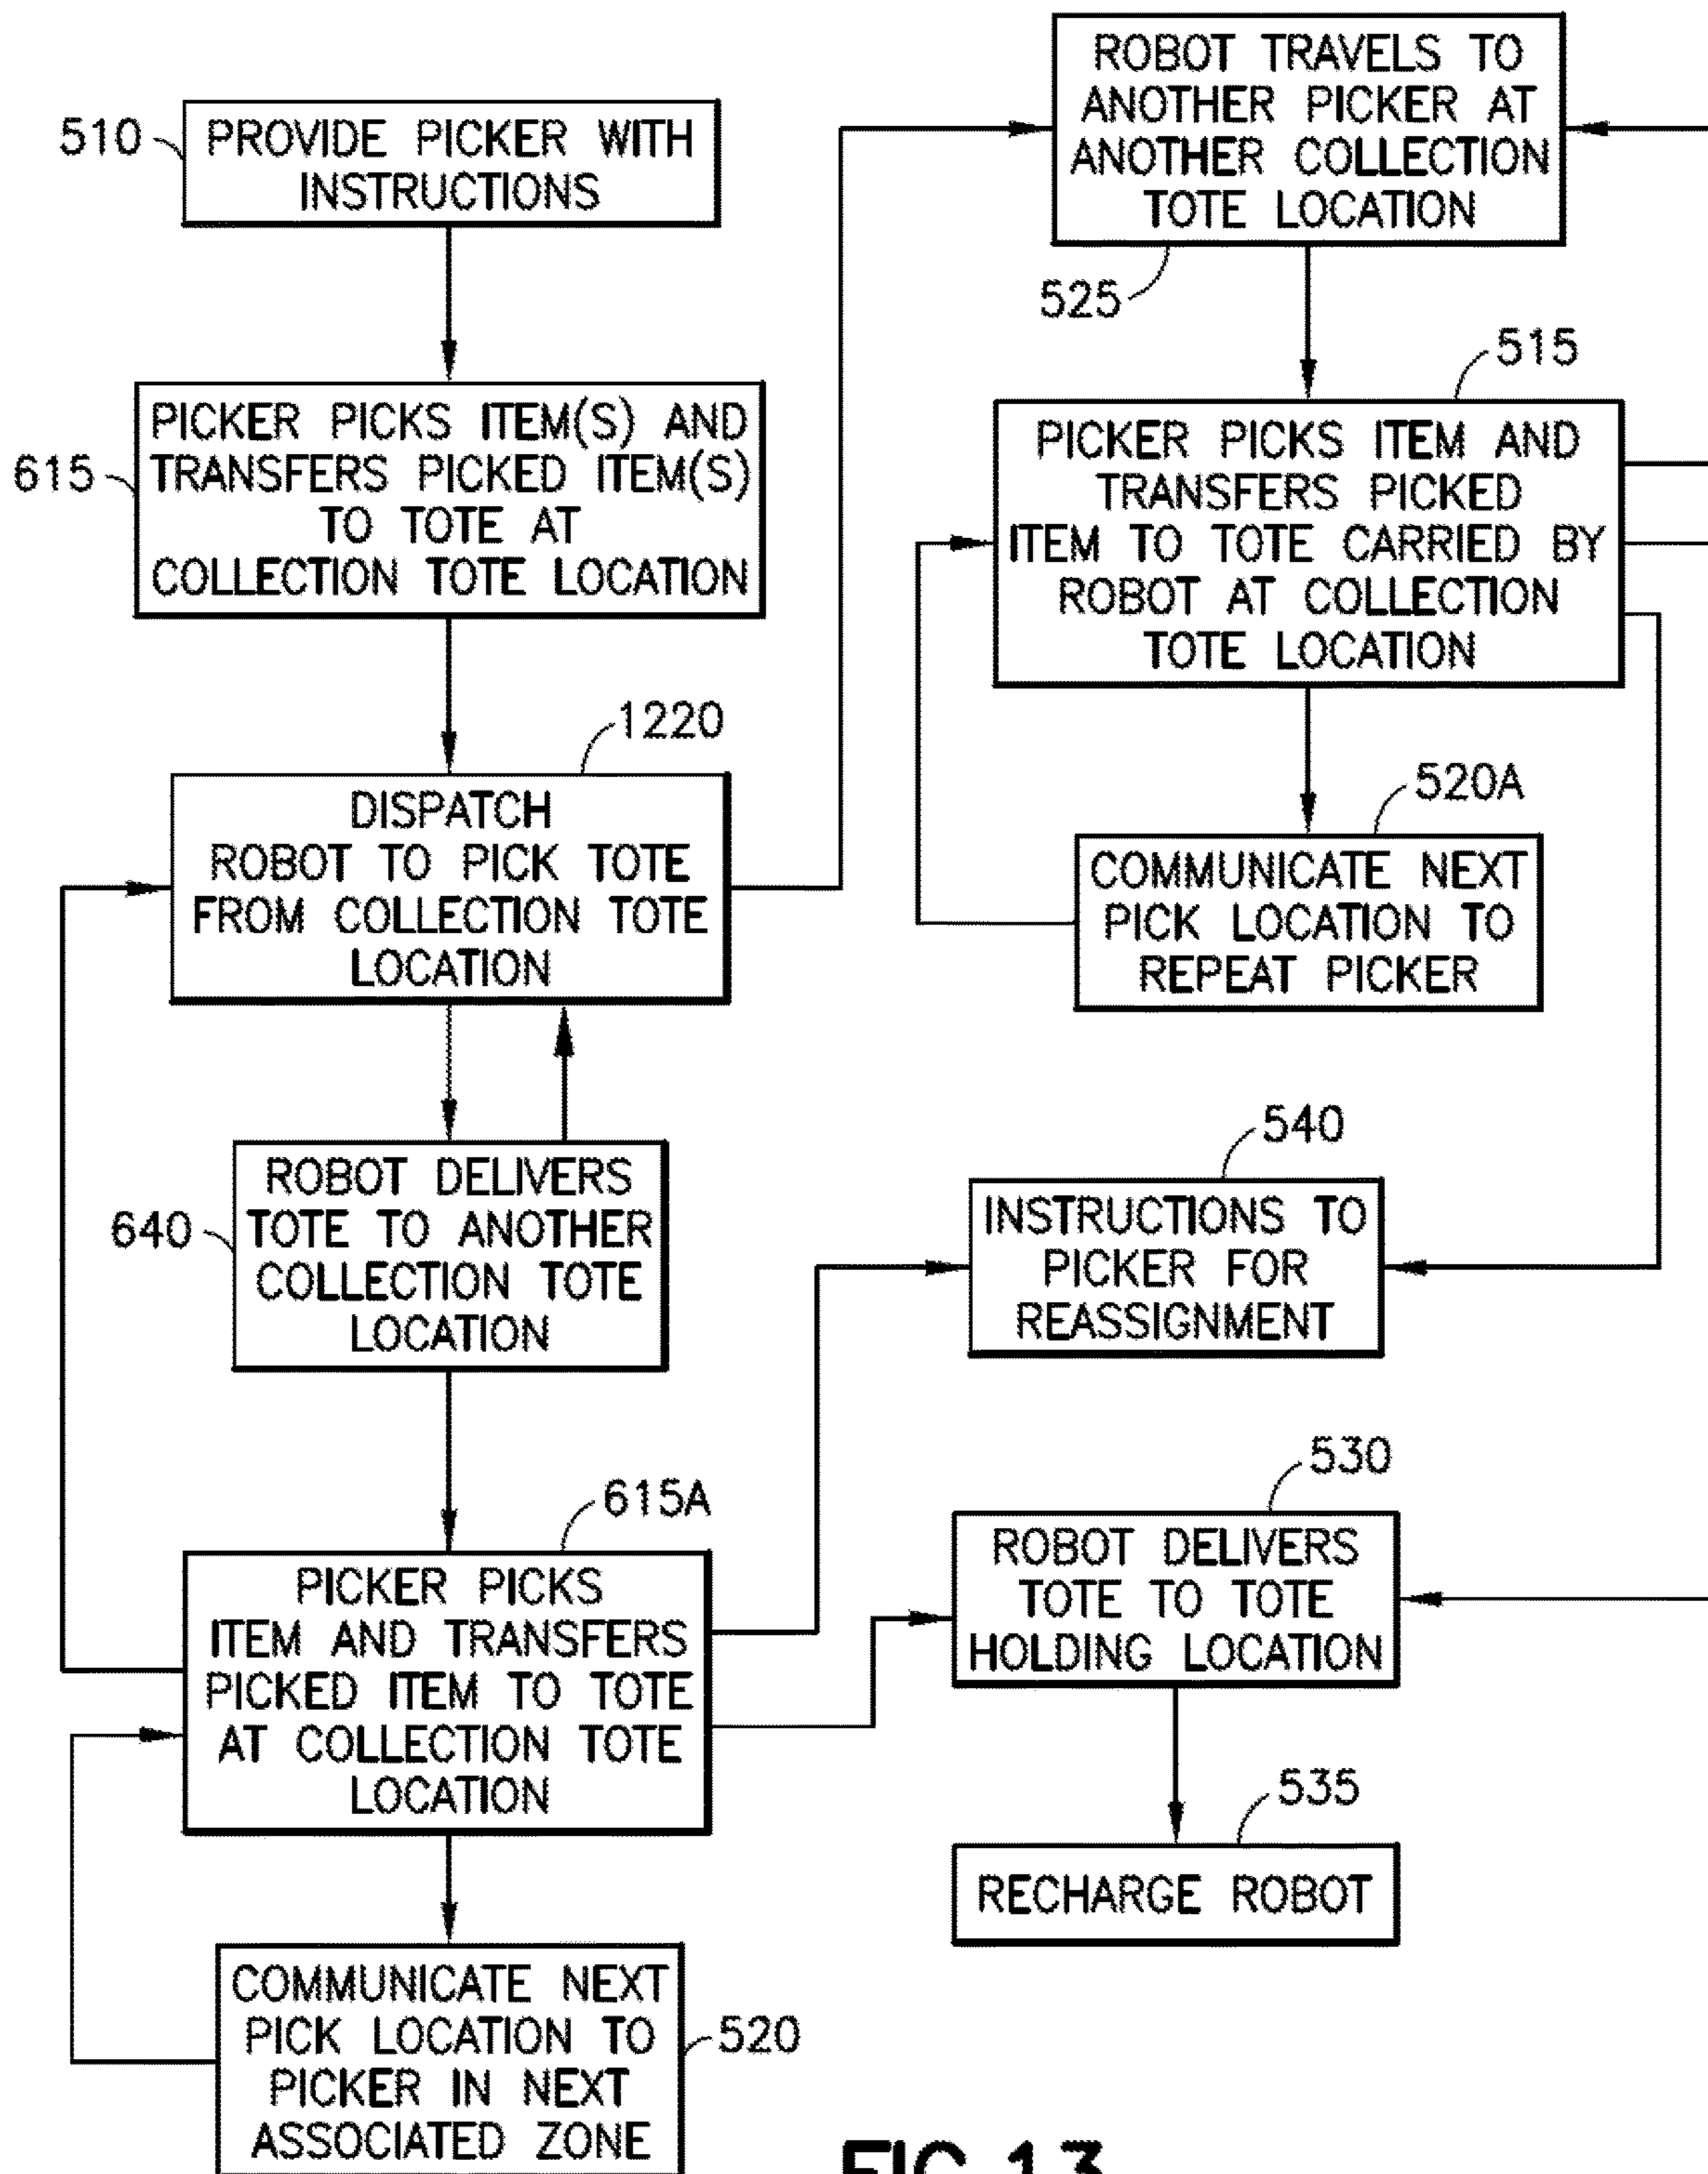 510
PROVIDE PICKER WITH
INSTRUCTIONS
615
PICKER PICKS ITEM(S) AND
TRANSFERS PICKED ITEM(S)
TO TOTE AT
COLLECTION TOTE LOCATION
1220
DISPATCH
ROBOT TO PICK TOTE
FROM COLLECTION TOTE
LOCATION
640
ROBOT DELIVERS
TOTE TO ANOTHER
COLLECTION TOTE
LOCATION
615A
PICKER PICKS
ITEM AND TRANSFERS
PICKED ITEM TO TOTE
AT COLLECTION TOTE
LOCATION
COMMUNICATE NEXT
PICK LOCATION TO
PICKER IN NEXT
ASSOCIATED ZONE
520
ROBOT TRAVELS TO
ANOTHER PICKER AT
ANOTHER COLLECTION
TOTE LOCATION
525
515
PICKER PICKS ITEM AND
TRANSFERS PICKED
ITEM TO TOTE CARRIED BY
ROBOT AT COLLECTION
TOTE LOCATION
520A
COMMUNICATE NEXT
PICK LOCATION TO
REPEAT PICKER
540
INSTRUCTIONS TO
PICKER FOR
REASSIGNMENT
530
ROBOT DELIVERS
TOTE TO TOTE
HOLDING LOCATION
535
RECHARGE ROBOT
FIG.13